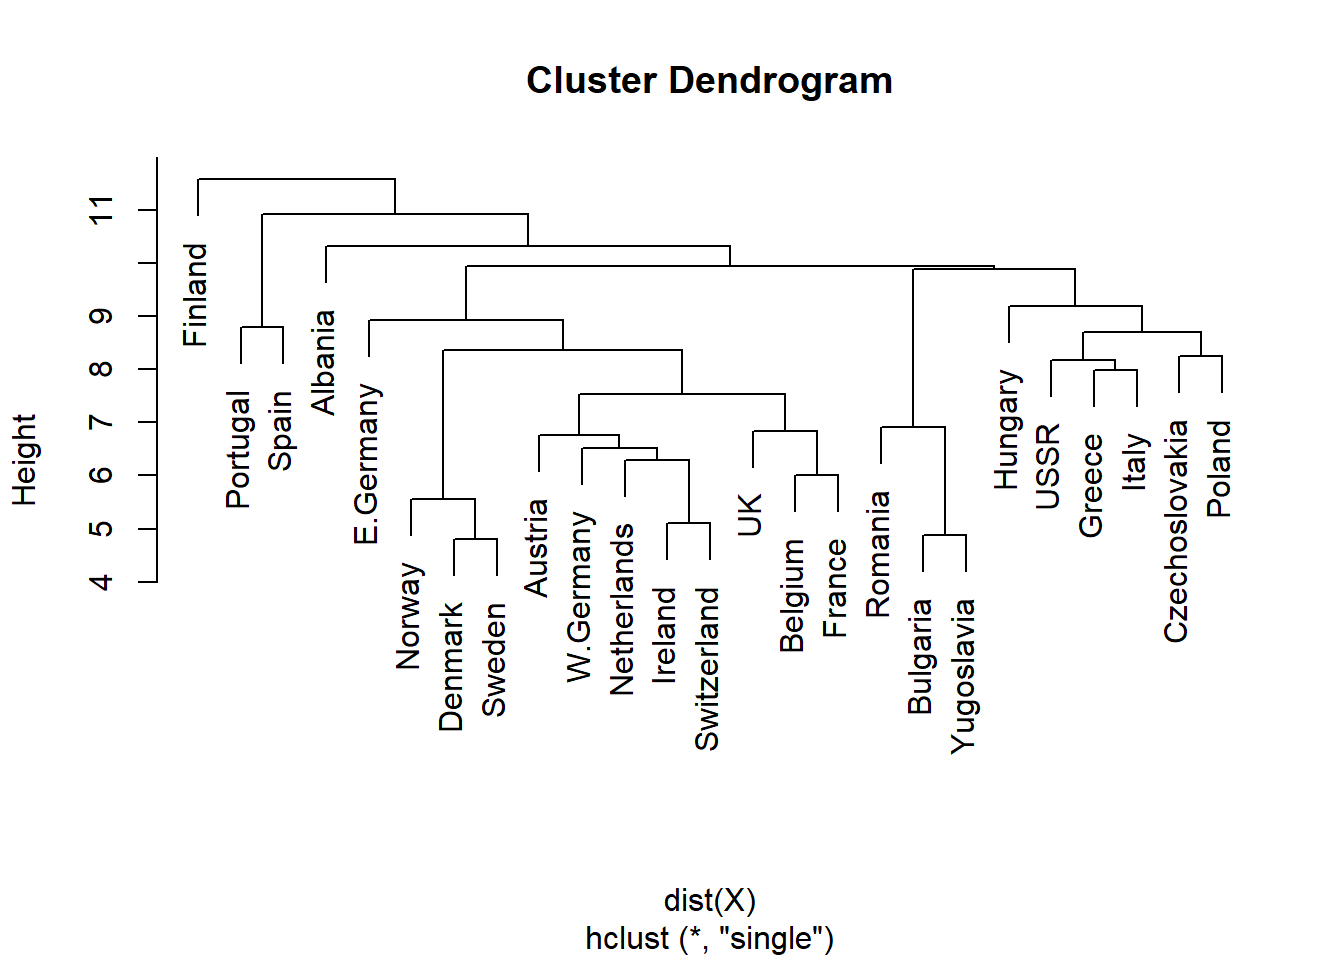 Cluster Dendrogram
Height
11
9
8
7
6
5
4
Finland
Portugal
Spain
Albania
E.Germany
Norway
Denmark
Sweden
Austria
W.Germany
Netherlands
Ireland
Switzerland
UK
Belgium
France
Romania
Bulgaria
Yugoslavia
Hungary
USSR
Greece
Italy
Czechoslovakia
Poland
dist(X)
hclust (*, "single")